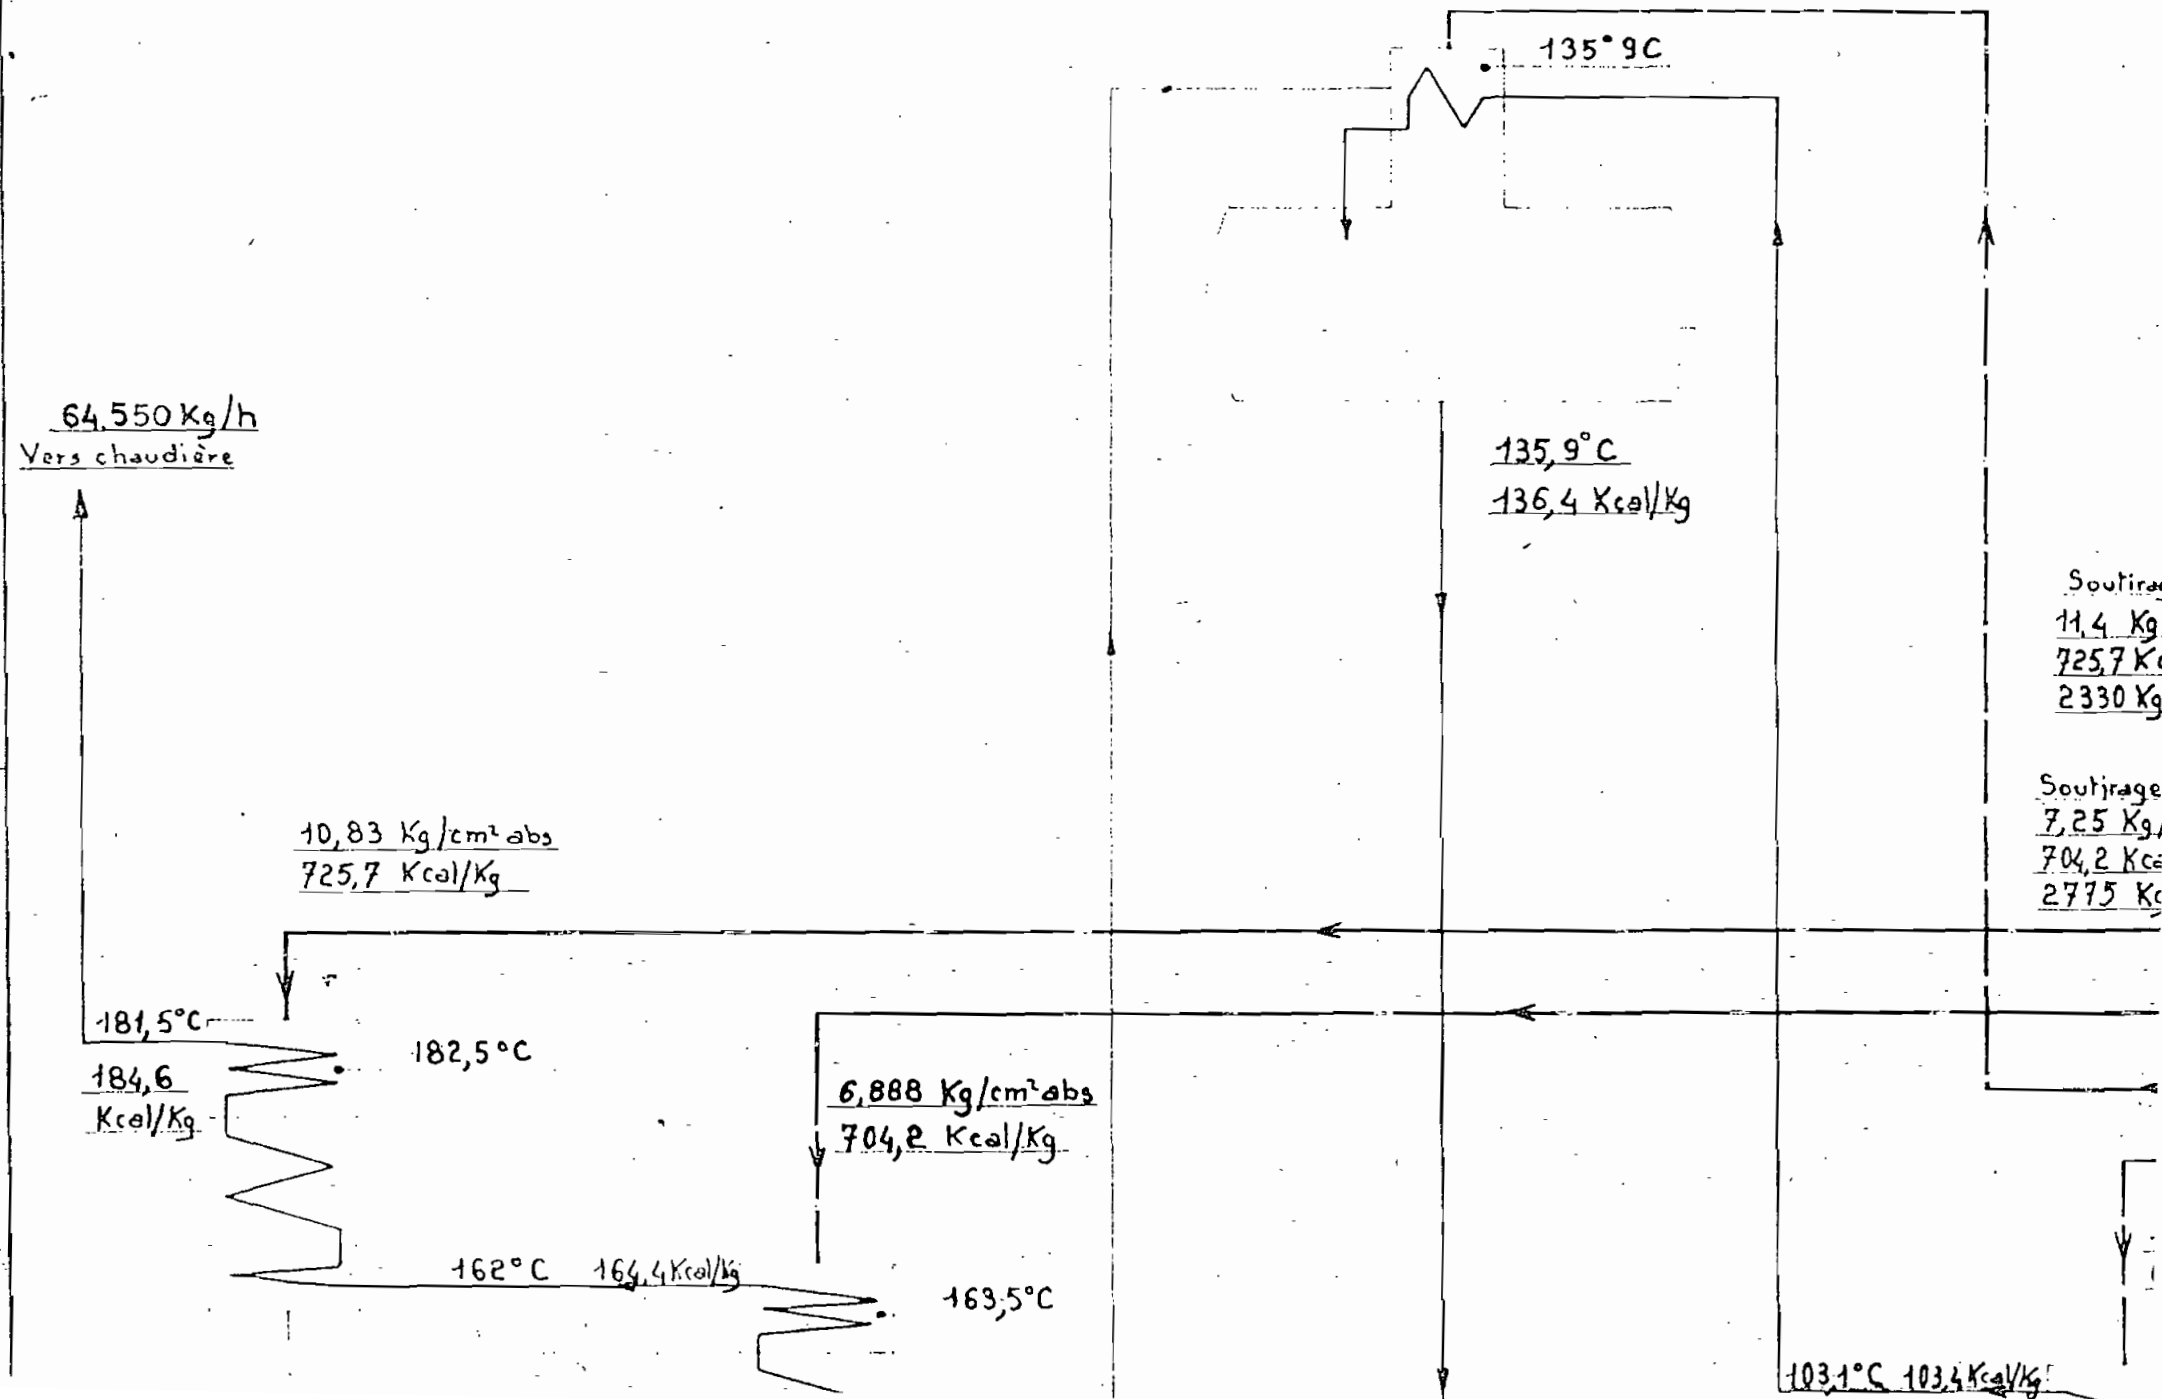 135°9C
64.550 Kg/h
Vers chaudière
135,9°C
136,4 Kcal/Kg
11,4 Kg
725,7 Kc
2330 Kg
Soutirage
7,25 Kg/
704,2 Kca
2775 Kg
10,83 Kg/cm² abs
725,7 Kcal/Kg
181,5°C
182,5°C
184,6
Kcal/Kg
6,888 Kg/cm² abs
704,2 Kcal/Kg
162°C 164,4 Kcal/Kg
163,5°C
103,1°C 103,4 Kcal/Kg